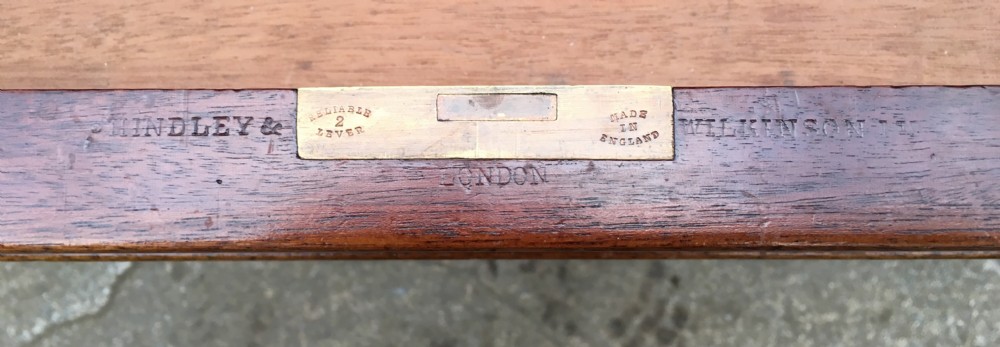 HINDLEY &
RELIABLE
2
LEVER
MADE
IN
ENGLAND
WILKINSON
LONDON